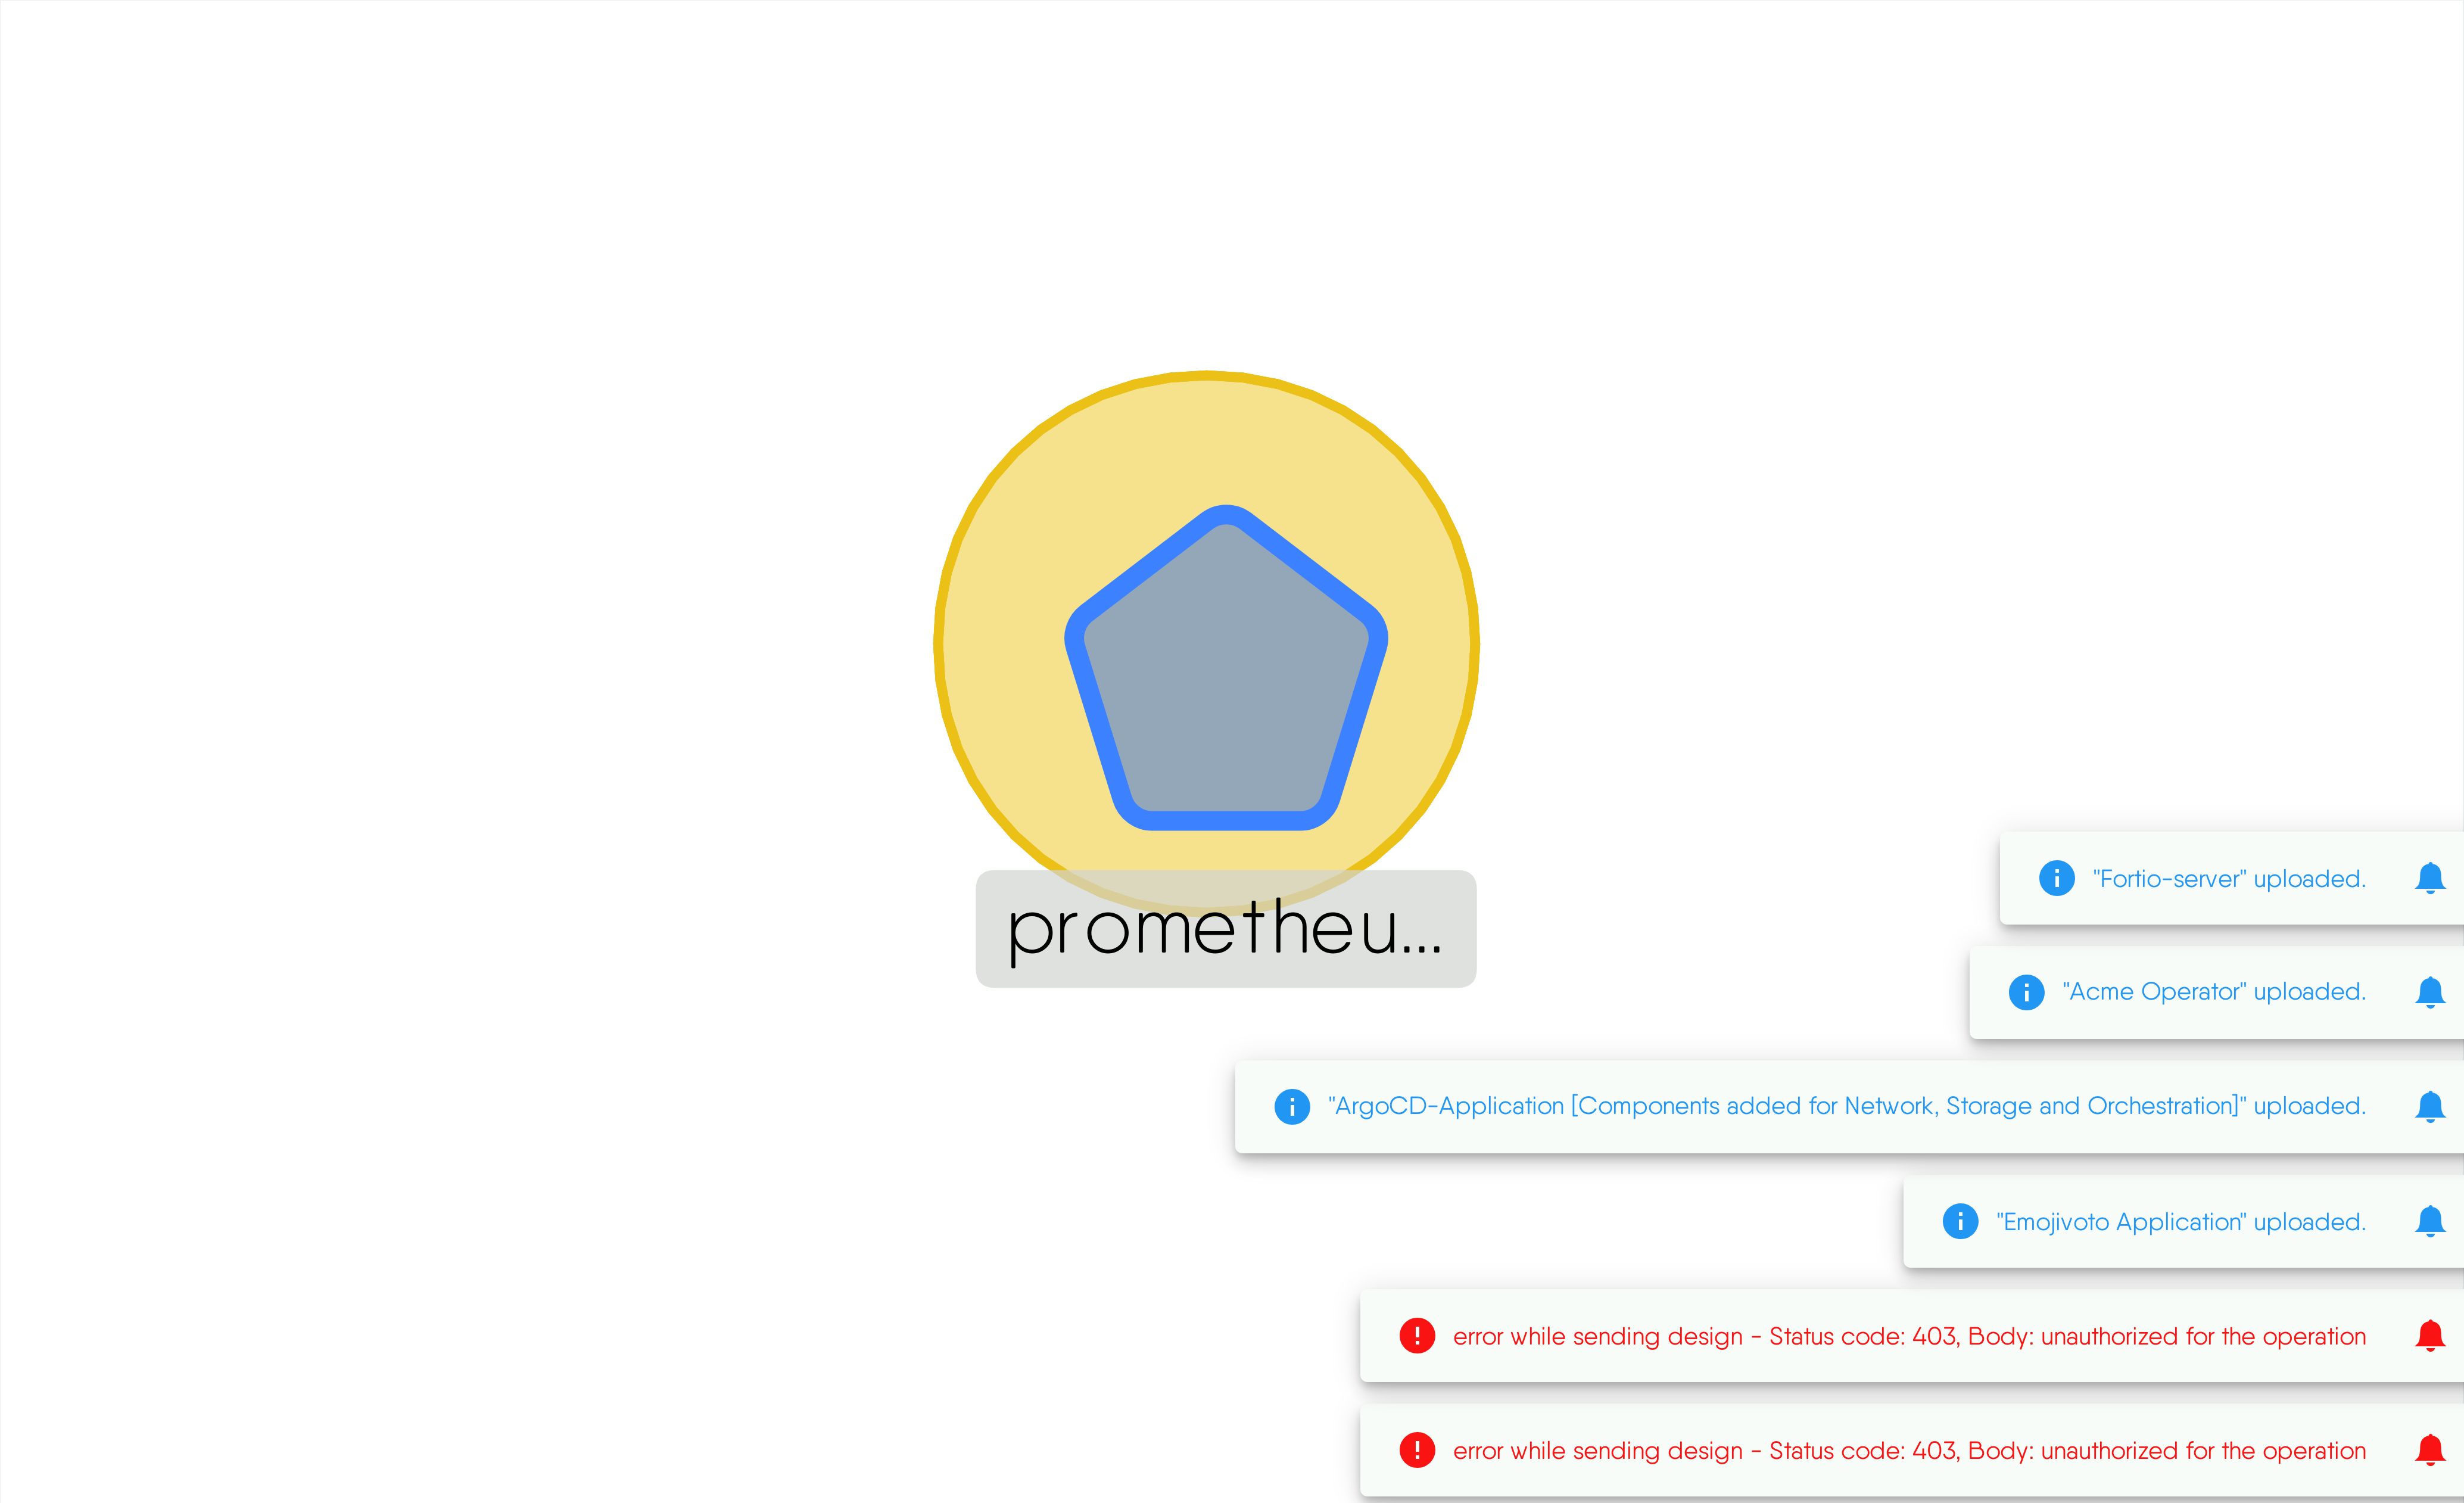 prometheu...
"Fortio-server" uploaded.
"Acme Operator" uploaded.
"ArgoCD-Application [Components added for Network, Storage and Orchestration]" uploaded.
"Emojivoto Application" uploaded.
error while sending design - Status code: 403, Body: unauthorized for the operation
error while sending design - Status code: 403, Body: unauthorized for the operation